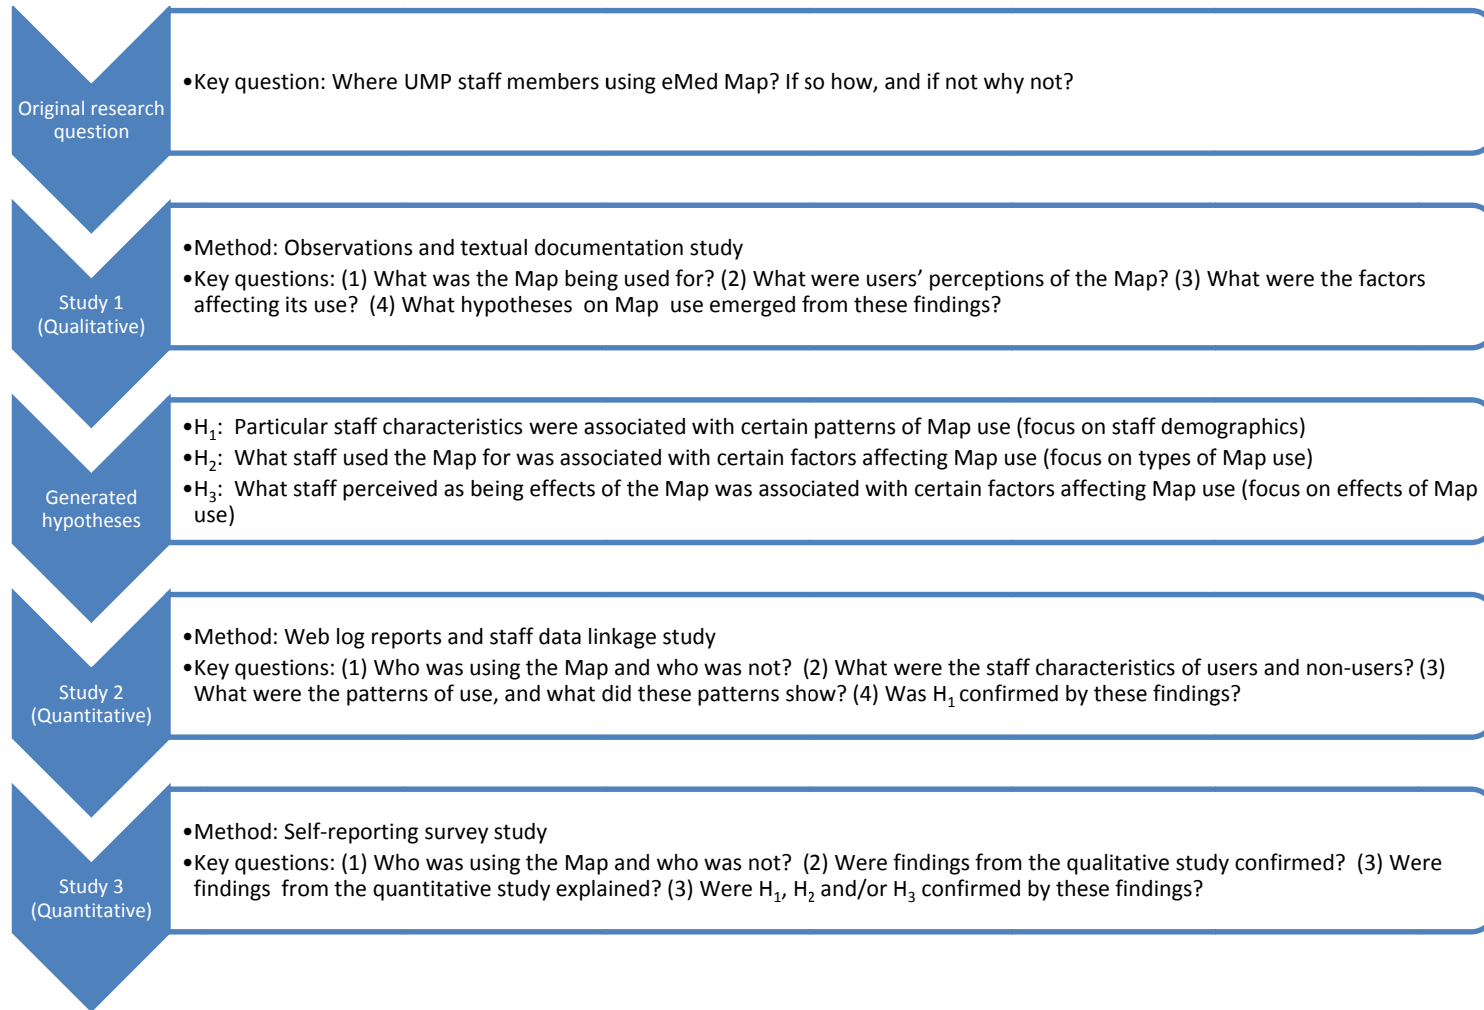 Original research
question
•Key question: Where UMP staff members using eMed Map? If so how, and if not why not?
Study 1
(Qualitative)
•Method: Observations and textual documentation study
•Key questions: (1) What was the Map being used for? (2) What were users’ perceptions of the Map? (3) What were the factors
affecting its use?  (4) What hypotheses  on Map  use emerged from these findings?
Generated
hypotheses
•H₁:  Particular staff characteristics were associated with certain patterns of Map use (focus on staff demographics)
•H₂:  What staff used the Map for was associated with certain factors affecting Map use (focus on types of Map use)
•H₃:  What staff perceived as being effects of the Map was associated with certain factors affecting Map use (focus on effects of Map
use)
Study 2
(Quantitative)
•Method: Web log reports and staff data linkage study
•Key questions: (1) Who was using the Map and who was not?  (2) What were the staff characteristics of users and non-users? (3)
What were the patterns of use, and what did these patterns show? (4) Was H₁ confirmed by these findings?
Study 3
(Quantitative)
•Method: Self-reporting survey study
•Key questions: (1) Who was using the Map and who was not?  (2) Were findings from the qualitative study confirmed?  (3) Were
findings  from the quantitative study explained? (3) Were H₁, H₂ and/or H₃ confirmed by these findings?